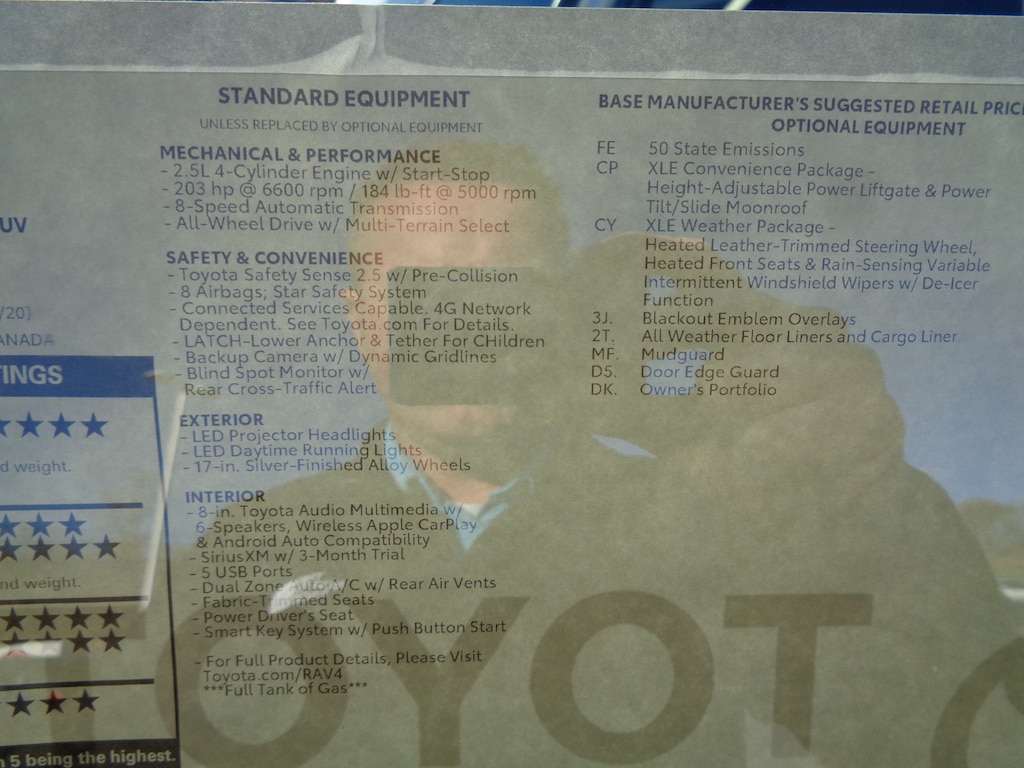 UV
/20)
ANADA
TINGS
d weight.
nd weight.
5 being the highest.
STANDARD EQUIPMENT
UNLESS REPLACED BY OPTIONAL EQUIPMENT
MECHANICAL & PERFORMANCE
- 2.5L 4-Cylinder Engine w/ Start-Stop
- 203 hp @ 6600 rpm / 184 lb-ft @ 5000 rpm
- 8-Speed Automatic Transmission
- All-Wheel Drive w/ Multi-Terrain Select
SAFETY & CONVENIENCE
- Toyota Safety Sense 2.5 w/ Pre-Collision
- 8 Airbags; Star Safety System
- Connected Services Capable. 4G Network
Dependent. See Toyota.com For Details.
- LATCH-Lower Anchor & Tether For CHildren
- Backup Camera w/ Dynamic Gridlines
- Blind Spot Monitor w/
Rear Cross-Traffic Alert
EXTERIOR
- LED Projector Headlights
- LED Daytime Running Lights
- 17-in. Silver-Finished Alloy Wheels
INTERIOR
- 8-in. Toyota Audio Multimedia w/
6-Speakers, Wireless Apple CarPlay
& Android Auto Compatibility
- SiriusXM w/ 3-Month Trial
- 5 USB Ports
- Dual Zone Auto A/C w/ Rear Air Vents
- Fabric-Trimmed Seats
- Power Driver's Seat
- Smart Key System w/ Push Button Start
- For Full Product Details, Please Visit
Toyota.com/RAV4
***Full Tank of Gas***
BASE MANUFACTURER'S SUGGESTED RETAIL PRIC
OPTIONAL EQUIPMENT
FE 50 State Emissions
CP XLE Convenience Package -
Height-Adjustable Power Liftgate & Power
Tilt/Slide Moonroof
CY XLE Weather Package -
Heated Leather-Trimmed Steering Wheel,
Heated Front Seats & Rain-Sensing Variable
Intermittent Windshield Wipers w/ De-Icer
Function
3J. Blackout Emblem Overlays
2T. All Weather Floor Liners and Cargo Liner
MF. Mudguard
D5. Door Edge Guard
DK. Owner's Portfolio
TOYOT